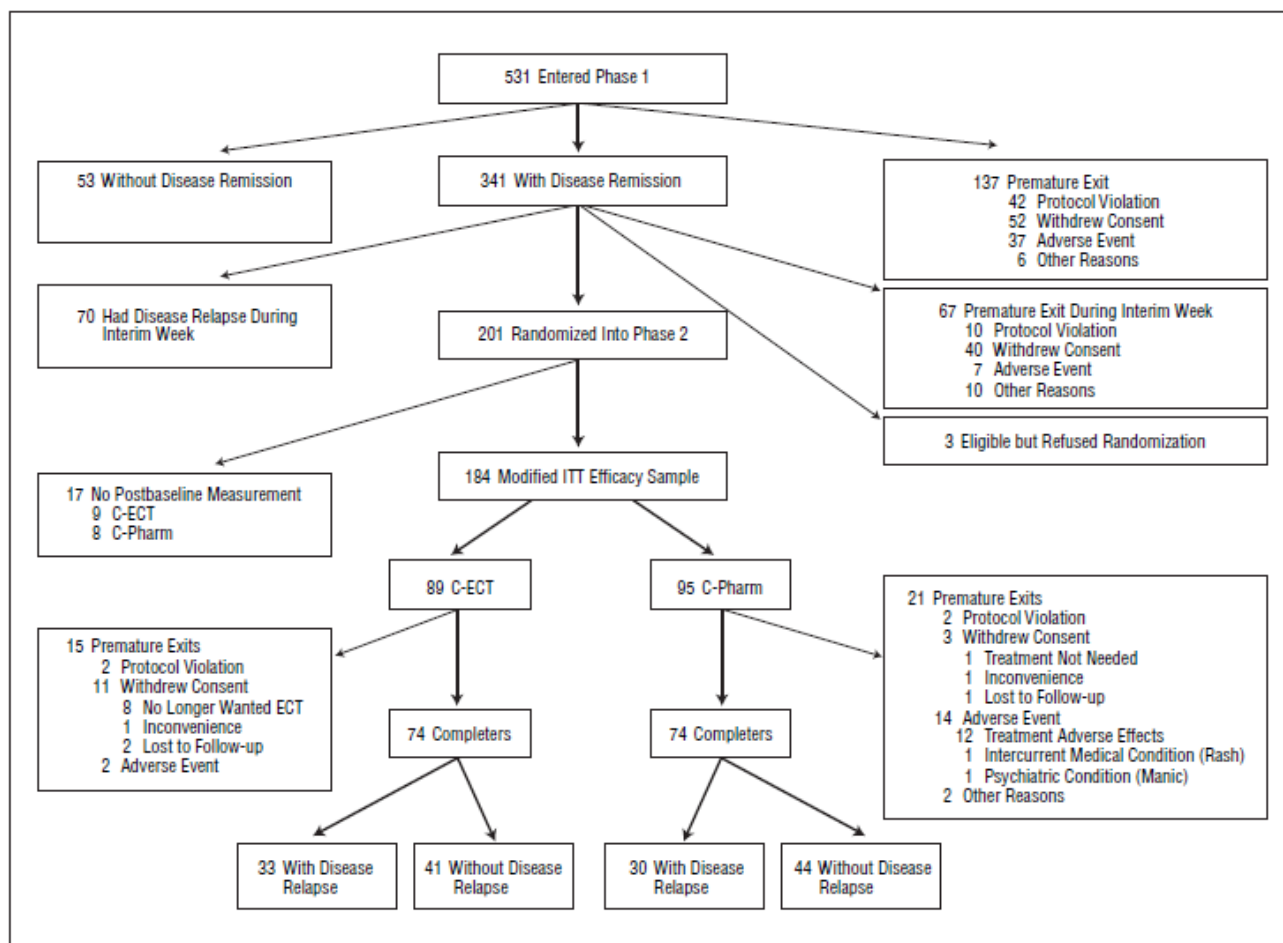 531 Entered Phase 1
53 Without Disease Remission
341 With Disease Remission
137 Premature Exit
42 Protocol Violation
52 Withdrew Consent
37 Adverse Event
6 Other Reasons
70 Had Disease Relapse During
Interim Week
201 Randomized Into Phase 2
67 Premature Exit During Interim Week
10 Protocol Violation
40 Withdrew Consent
7 Adverse Event
10 Other Reasons
3 Eligible but Refused Randomization
17 No Postbaseline Measurement
9 C-ECT
8 C-Pharm
184 Modified ITT Efficacy Sample
89 C-ECT
95 C-Pharm
15 Premature Exits
2 Protocol Violation
11 Withdrew Consent
8 No Longer Wanted ECT
1 Inconvenience
2 Lost to Follow-up
2 Adverse Event
74 Completers
74 Completers
21 Premature Exits
2 Protocol Violation
3 Withdrew Consent
1 Treatment Not Needed
1 Inconvenience
1 Lost to Follow-up
14 Adverse Event
12 Treatment Adverse Effects
1 Intercurrent Medical Condition (Rash)
1 Psychiatric Condition (Manic)
2 Other Reasons
33 With Disease
Relapse
41 Without Disease
Relapse
30 With Disease
Relapse
44 Without Disease
Relapse